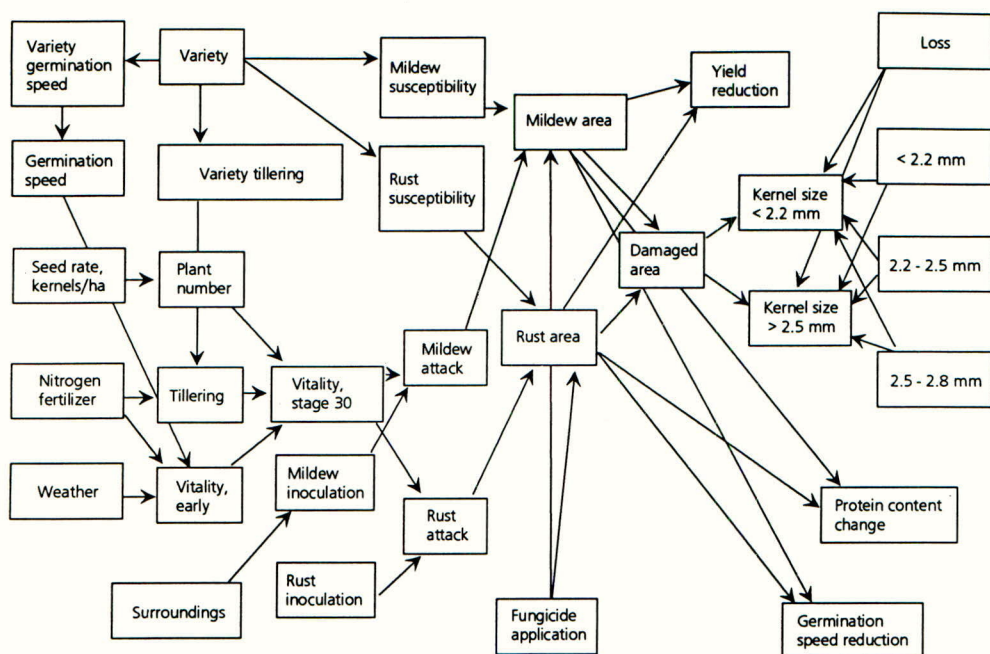 Variety
germination
speed
Variety
Mildew
susceptibility
Yield
reduction
Loss
Mildew area
Germination
speed
Variety tillering
Rust
susceptibility
< 2.2 mm
Kernel size
< 2.2 mm
Seed rate,
kernels/ha
Plant
number
Damaged
area
2.2 - 2.5 mm
Kernel size
> 2.5 mm
Rust area
Mildew
attack
Nitrogen
fertilizer
Tillering
Vitality,
stage 30
2.5 - 2.8 mm
Weather
Vitality,
early
Mildew
inoculation
Rust
attack
Protein content
change
Surroundings
Rust
inoculation
Fungicide
application
Germination
speed reduction